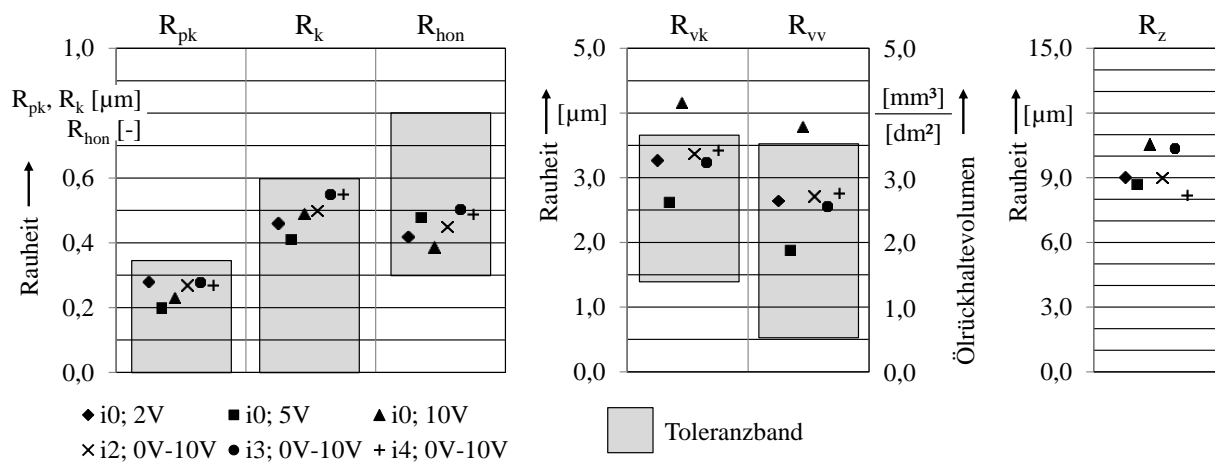 R_pk R_k R_hon R_vk R_vv R_z
1,0
R_pk, R_k [µm]
R_hon [-]
0,6
0,4
0,2
0,0
Rauheit
5,0
[µm]
3,0
2,0
1,0
0,0
Rauheit
5,0
[mm³]
[dm²]
3,0
2,0
1,0
0,0
Ölrückhaltevolumen
15,0
[µm]
9,0
6,0
3,0
0,0
Rauheit
i0; 2V i0; 5V i0; 10V
i2; 0V-10V i3; 0V-10V i4; 0V-10V
Toleranzband